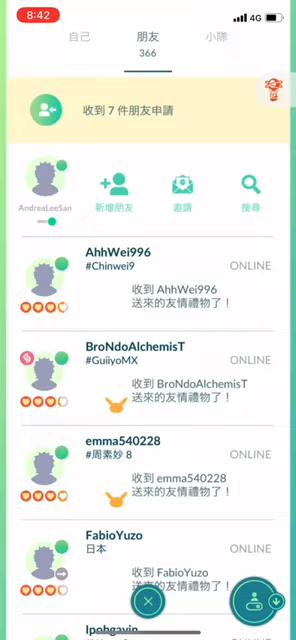 8:42
4G
自己
朋友
小隊
366
收到 7 件朋友申請
AndreaLeeSan
新增朋友
邀請
搜尋
AhhWei996
#Chinwei9
ONLINE
收到 AhhWei996
送來的友情禮物了！
BroNdoAlchemisT
#GuiiyoMX
ONLINE
收到 BroNdoAlchemisT
送來的友情禮物了！
emma540228
#周素妙 8
ONLINE
收到 emma540228
送來的友情禮物了！
FabioYuzo
日本
ONLINE
收到 FabioYuzo
送來的友情禮物了！
Ipohgavin